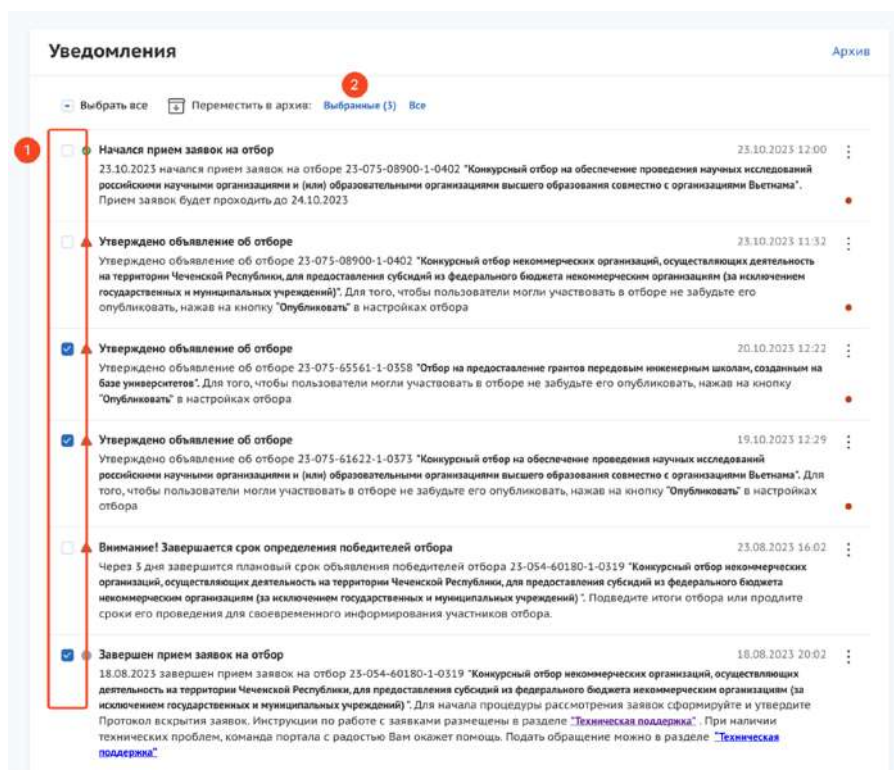 Уведомления
Архив
2
Выбрать все Переместить в архив: Выбранные (3) Все
1
Начался прием заявок на отбор 23.10.2023 12:00
23.10.2023 начался прием заявок на отборе 23-075-08900-1-0402 "Конкурсный отбор на обеспечение проведения научных исследований
российскими научными организациями и (или) образовательными организациями высшего образования совместно с организациями Вьетнама".
Прием заявок будет проходить до 24.10.2023
Утверждено объявление об отборе 23.10.2023 11:32
Утверждено объявление об отборе 23-075-08900-1-0402 "Конкурсный отбор некоммерческих организаций, осуществляющих деятельность
на территории Чеченской Республики, для предоставления субсидий из федерального бюджета некоммерческим организациям (за исключением
государственных и муниципальных учреждений)". Для того, чтобы пользователи могли участвовать в отборе не забудьте его
опубликовать, нажав на кнопку "Опубликовать" в настройках отбора
Утверждено объявление об отборе 20.10.2023 12:22
Утверждено объявление об отборе 23-075-65561-1-0358 "Отбор на предоставление грантов передовым инженерным школам, созданным на
базе университетов". Для того, чтобы пользователи могли участвовать в отборе не забудьте его опубликовать, нажав на кнопку
"Опубликовать" в настройках отбора
Утверждено объявление об отборе 19.10.2023 12:29
Утверждено объявление об отборе 23-075-61622-1-0373 "Конкурсный отбор на обеспечение проведения научных исследований
российскими научными организациями и (или) образовательными организациями высшего образования совместно с организациями Вьетнама". Для
того, чтобы пользователи могли участвовать в отборе не забудьте его опубликовать, нажав на кнопку "Опубликовать" в настройках
отбора
Внимание! Завершается срок определения победителей отбора 23.08.2023 16:02
Через 3 дня завершится плановый срок объявления победителей отбора 23-054-60180-1-0319 "Конкурсный отбор некоммерческих
организаций, осуществляющих деятельность на территории Чеченской Республики, для предоставления субсидий из федерального бюджета
некоммерческим организациям (за исключением государственных и муниципальных учреждений) ". Подведите итоги отбора или продлите
сроки его проведения для своевременного информирования участников отбора.
Завершен прием заявок на отбор 18.08.2023 20:02
18.08.2023 завершен прием заявок на отбор 23-054-60180-1-0319 "Конкурсный отбор некоммерческих организаций, осуществляющих
деятельность на территории Чеченской Республики, для предоставления субсидий из федерального бюджета некоммерческим организациям (за
исключением государственных и муниципальных учреждений) ". Для начала процедуры рассмотрения заявок сформируйте и утвердите
Протокол вскрытия заявок. Инструкции по работе с заявками размещены в разделе "Техническая поддержка" . При наличии
технических проблем, команда портала с радостью Вам окажет помощь. Подать обращение можно в разделе "Техническая
поддержка"